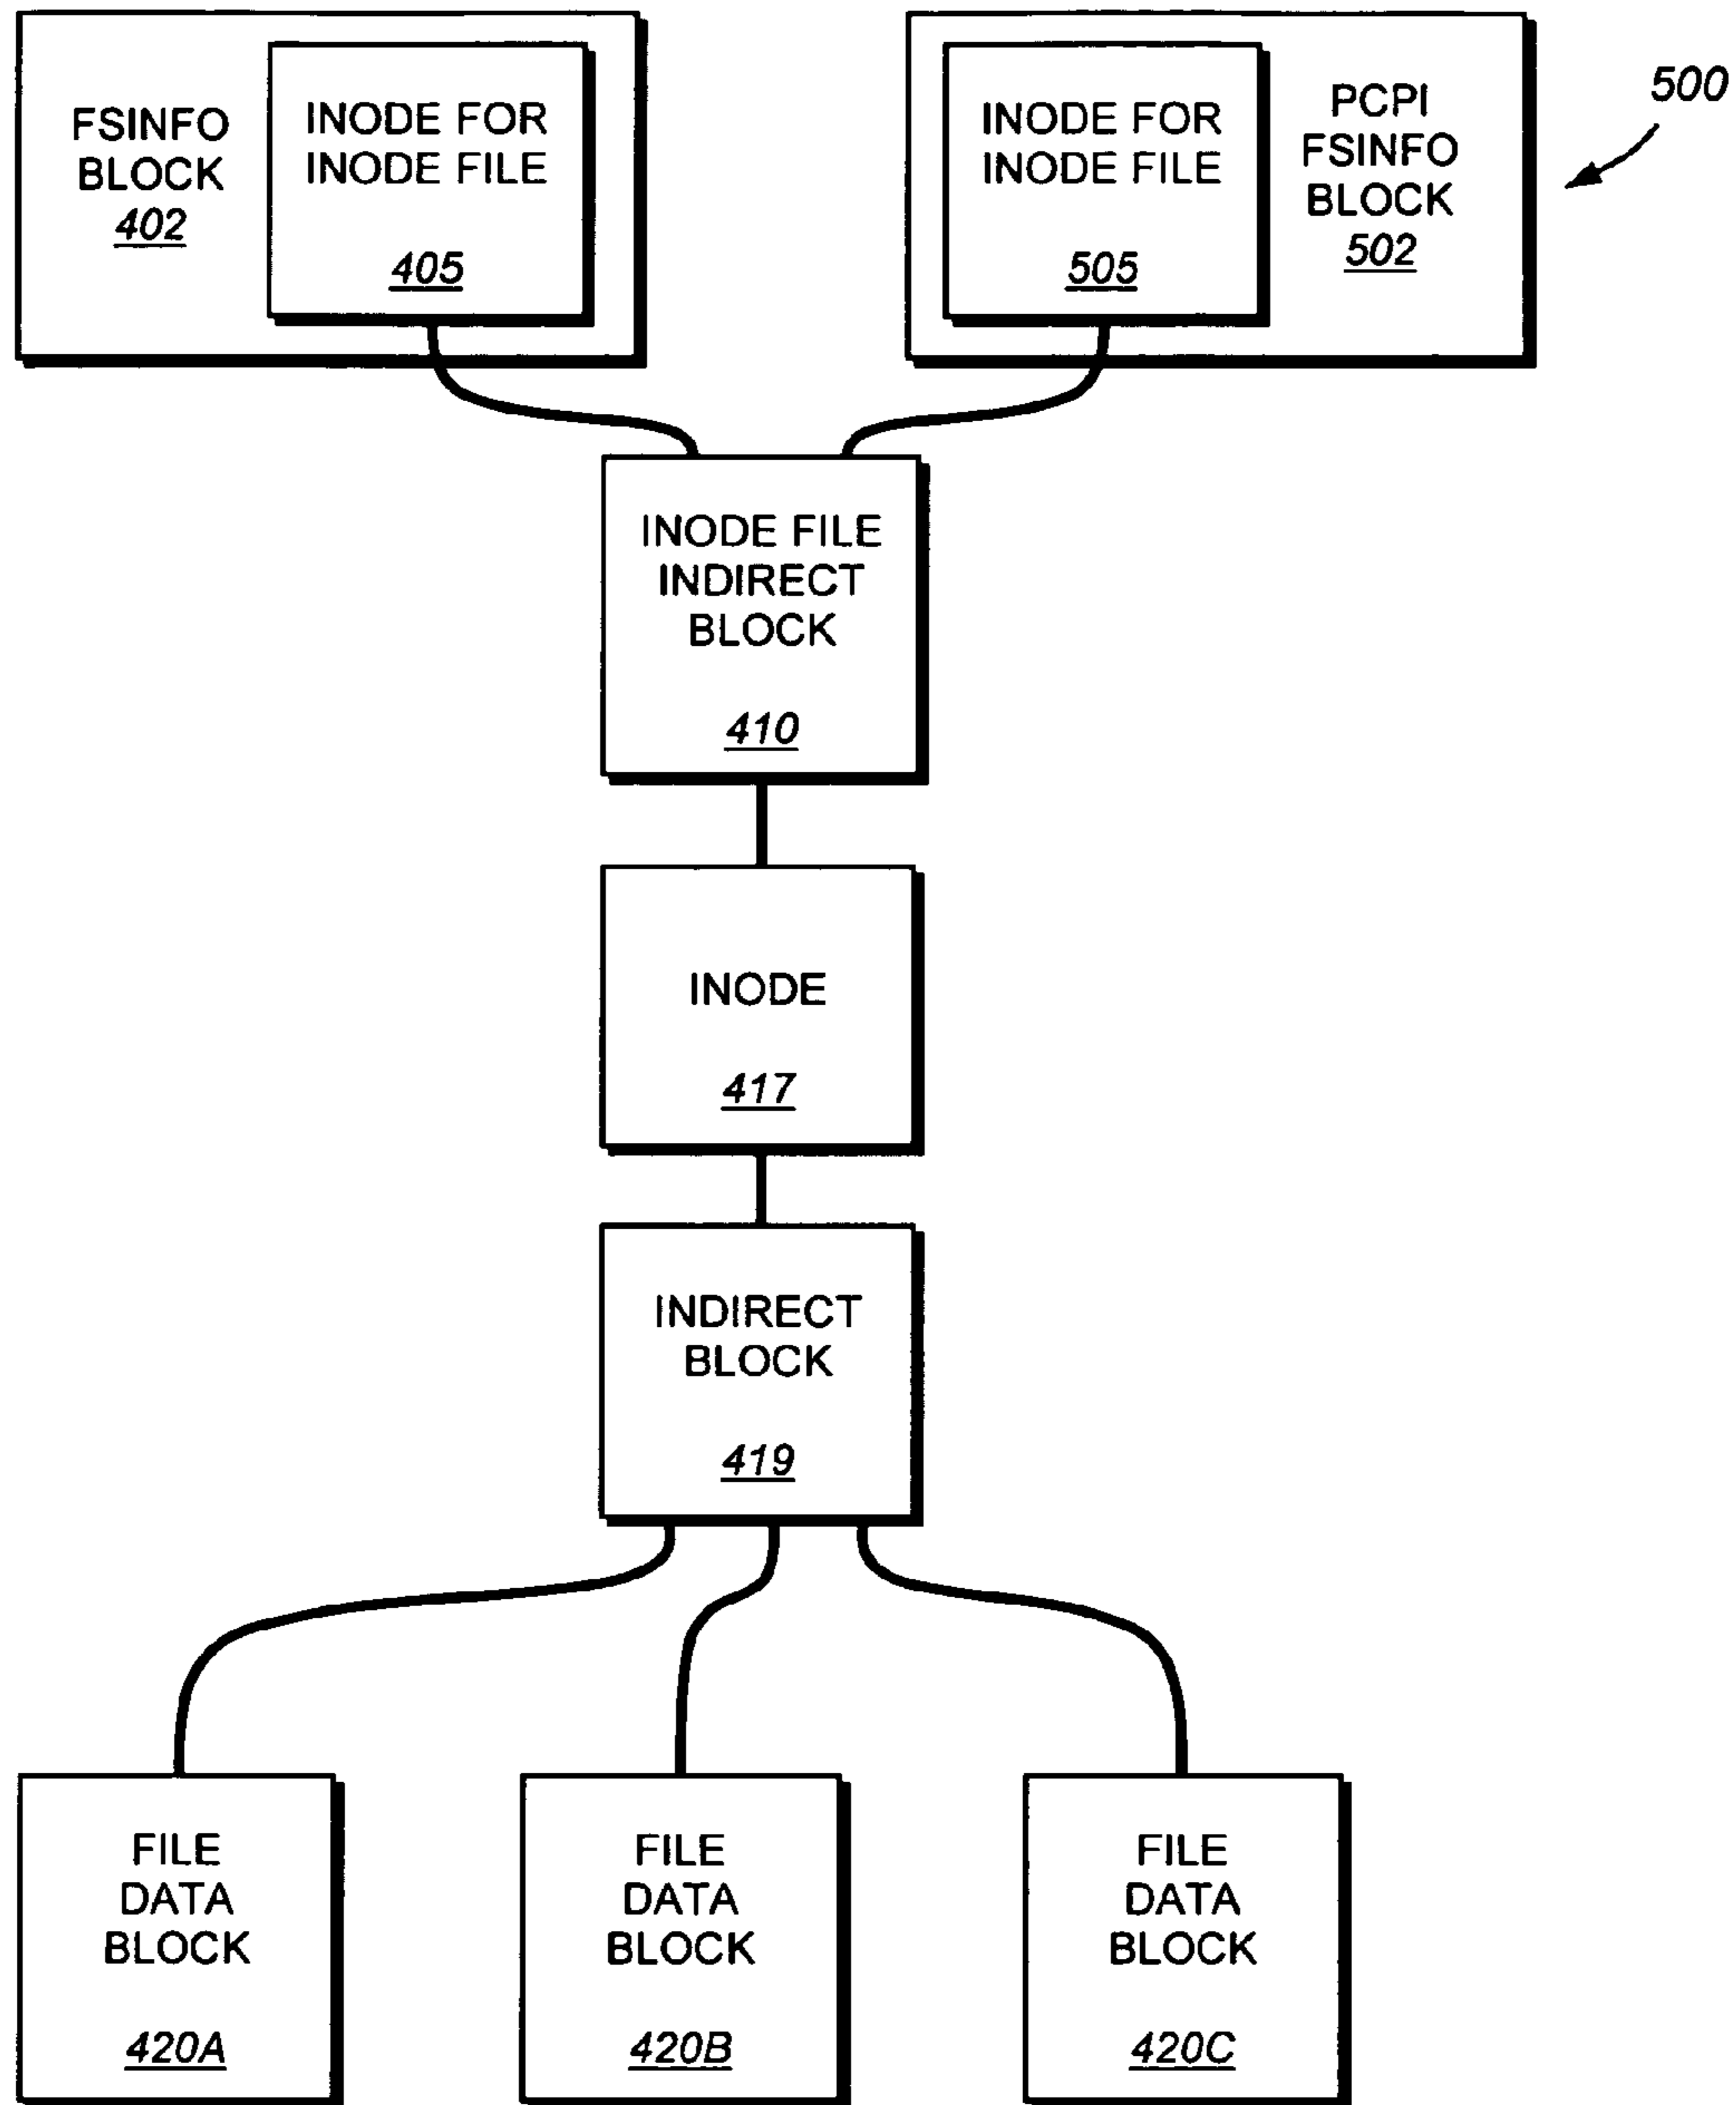 FSINFO
BLOCK
402
INODE FOR
INODE FILE
405
INODE FOR
INODE FILE
505
PCPI
FSINFO
BLOCK
502
500
INODE FILE
INDIRECT
BLOCK
410
INODE
417
INDIRECT
BLOCK
419
FILE
DATA
BLOCK
420A
FILE
DATA
BLOCK
420B
FILE
DATA
BLOCK
420C